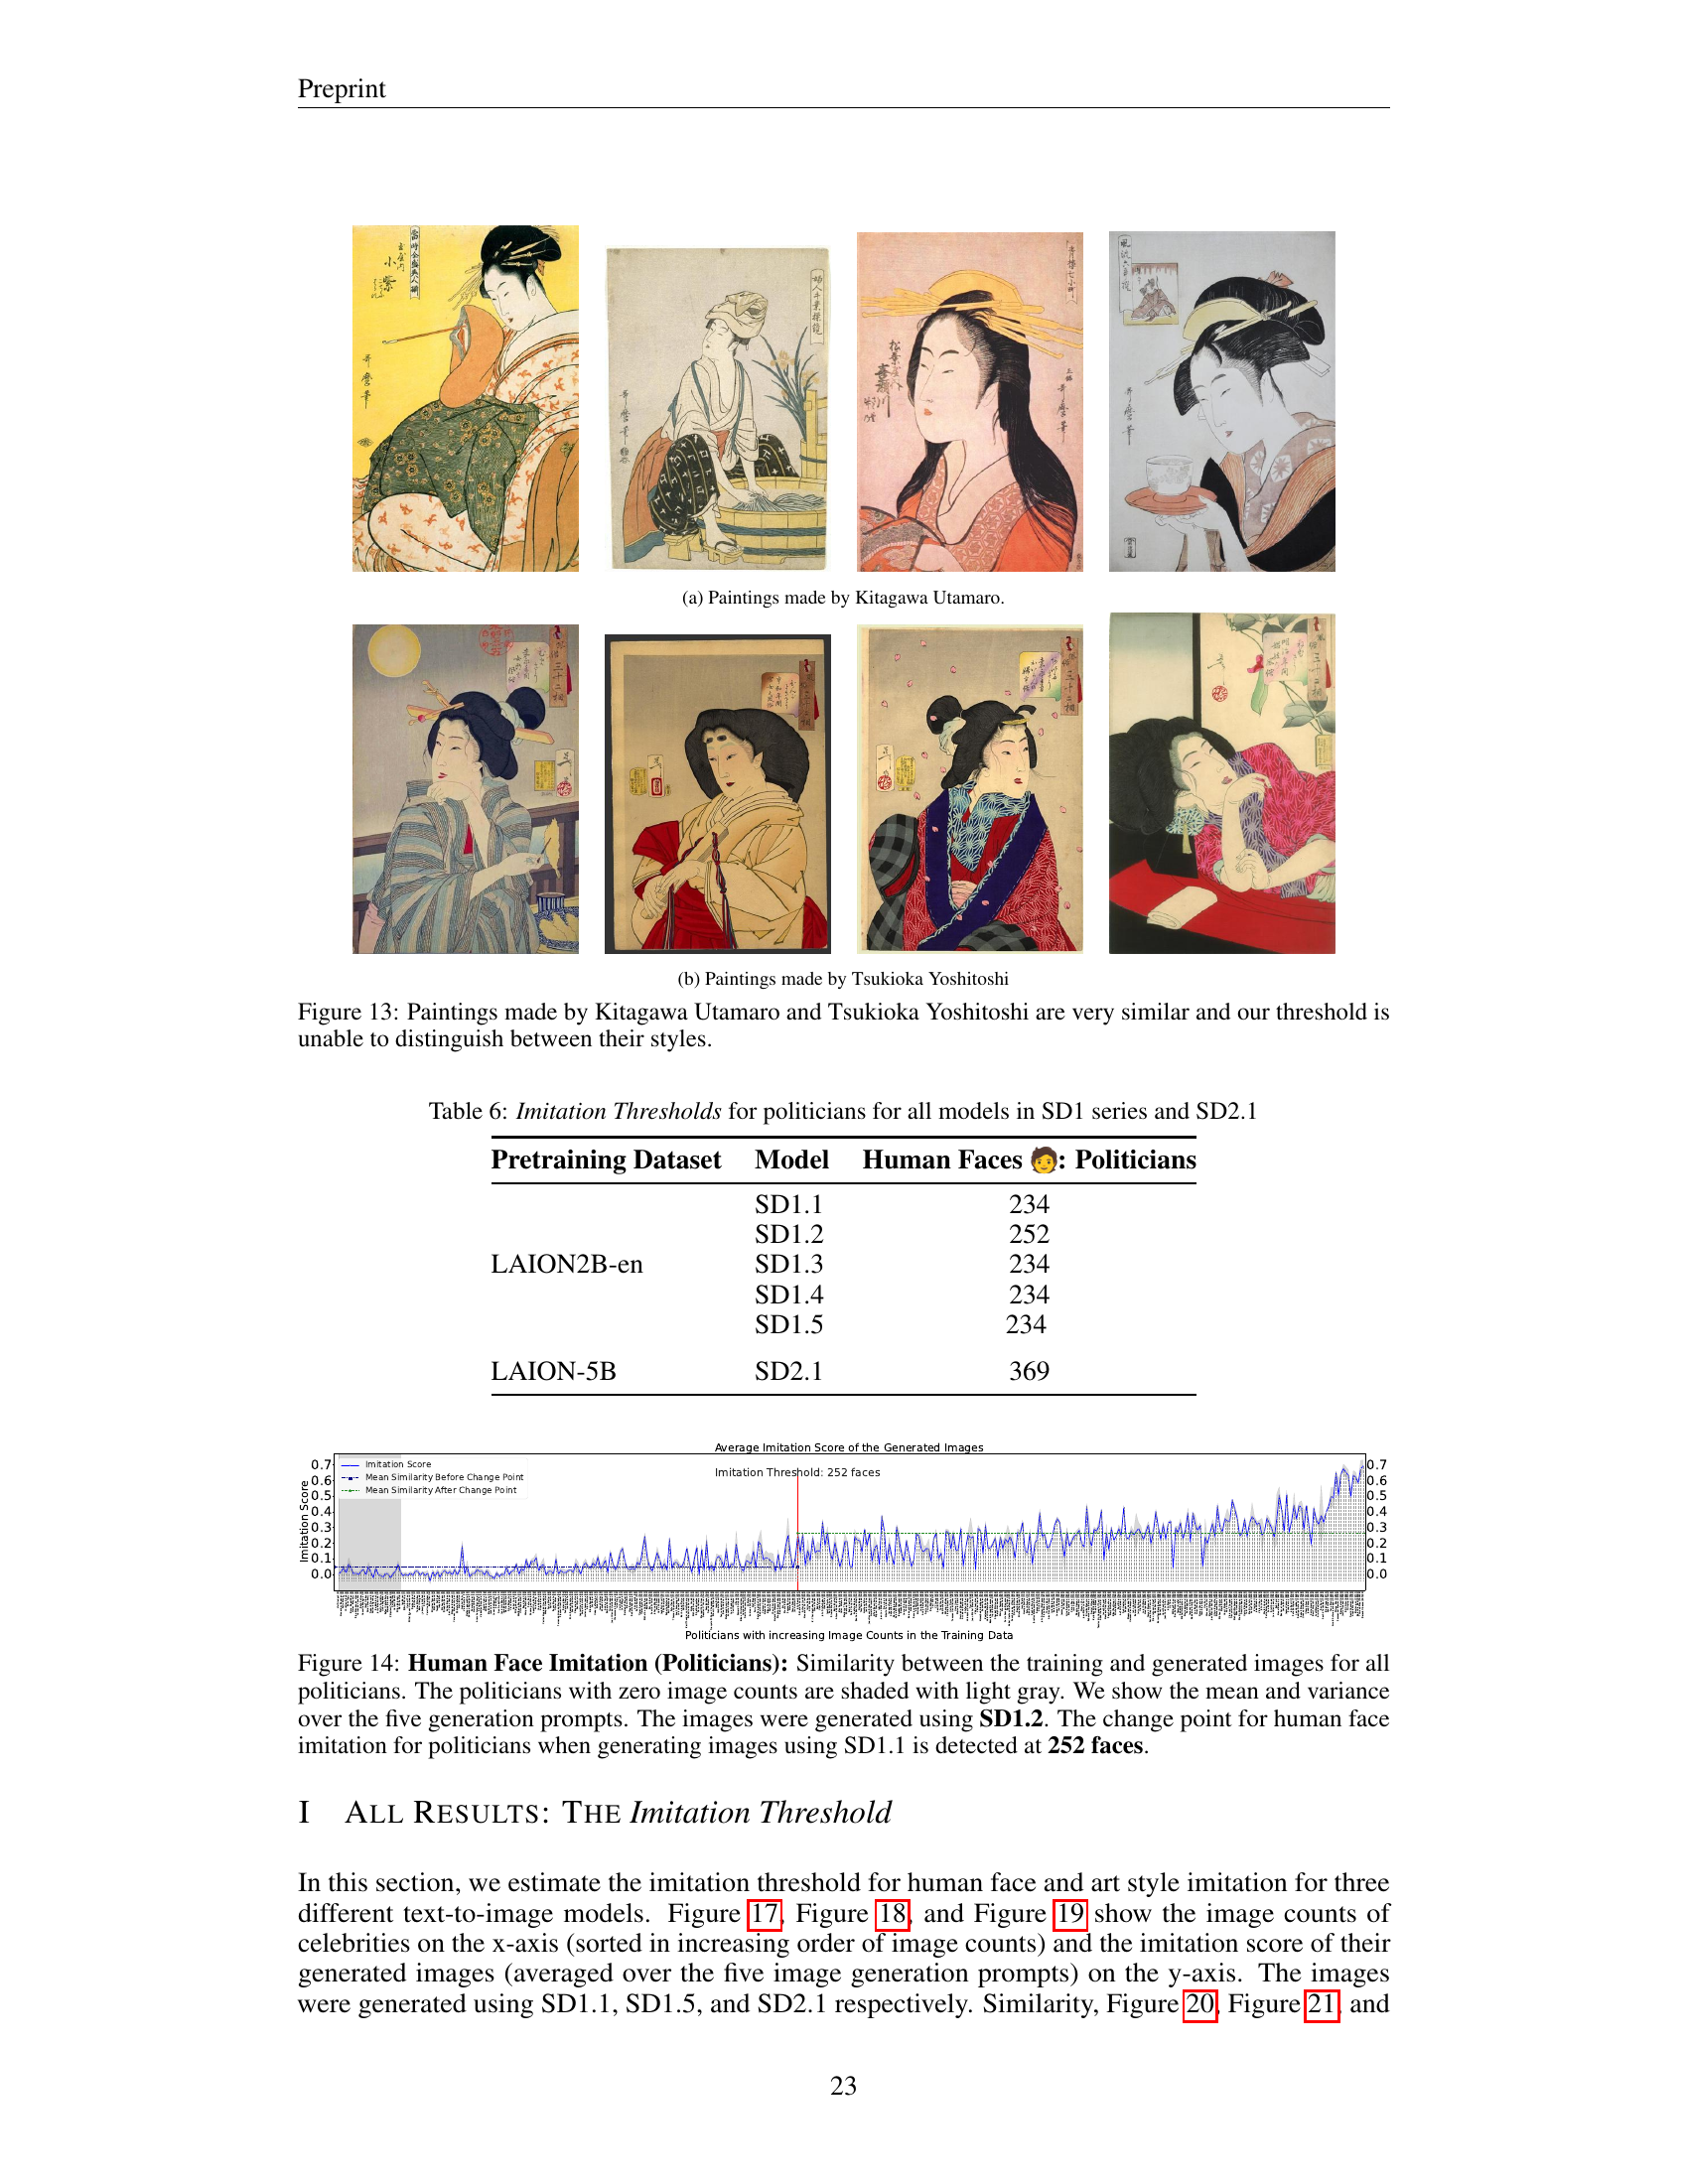 Preprint
(a) Paintings made by Kitagawa Utamaro.
(b) Paintings made by Tsukioka Yoshitoshi
Figure 13: Paintings made by Kitagawa Utamaro and Tsukioka Yoshitoshi are very similar and our threshold is
unable to distinguish between their styles.
Table 6: Imitation Thresholds for politicians for all models in SD1 series and SD2.1
Pretraining Dataset Model Human Faces 🧑: Politicians
SD1.1 234
SD1.2 252
LAION2B-en SD1.3 234
SD1.4 234
SD1.5 234
LAION-5B SD2.1 369
Average Imitation Score of the Generated Images
Imitation Score
Mean Similarity Before Change Point
Mean Similarity After Change Point
Imitation Threshold: 252 faces
Imitation Score
0.7
0.6
0.5
0.4
0.3
0.2
0.1
0.0
0.7
0.6
0.5
0.4
0.3
0.2
0.1
0.0
Politicians with increasing Image Counts in the Training Data
Figure 14: Human Face Imitation (Politicians): Similarity between the training and generated images for all
politicians. The politicians with zero image counts are shaded with light gray. We show the mean and variance
over the five generation prompts. The images were generated using SD1.2. The change point for human face
imitation for politicians when generating images using SD1.1 is detected at 252 faces.
I ALL RESULTS: THE Imitation Threshold
In this section, we estimate the imitation threshold for human face and art style imitation for three
different text-to-image models. Figure 17, Figure 18, and Figure 19 show the image counts of
celebrities on the x-axis (sorted in increasing order of image counts) and the imitation score of their
generated images (averaged over the five image generation prompts) on the y-axis. The images
were generated using SD1.1, SD1.5, and SD2.1 respectively. Similarity, Figure 20, Figure 21, and
23